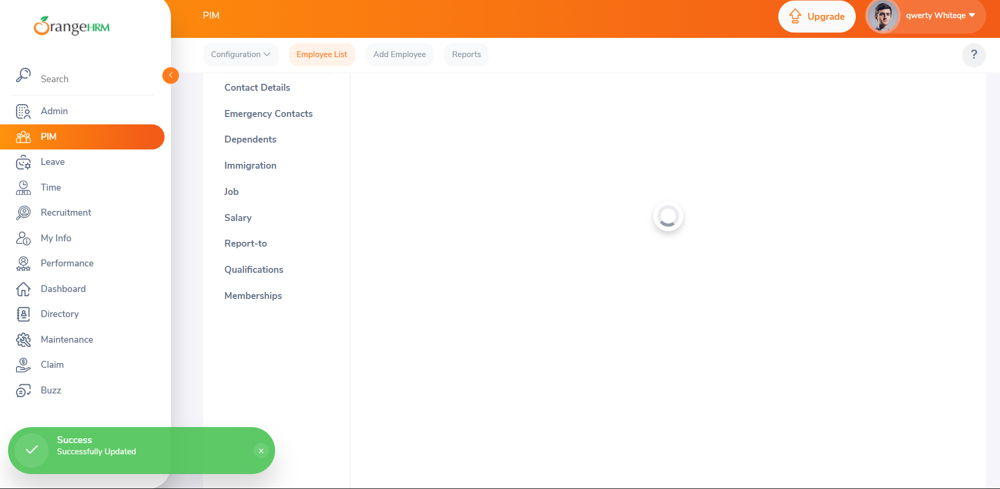 OrangeHRM
Search
Admin
PIM
Leave
Time
Recruitment
My Info
Performance
Dashboard
Directory
Maintenance
Claim
Buzz
PIM
Upgrade
qwerty Whiteqe
Configuration
Employee List
Add Employee
Reports
?
Contact Details
Emergency Contacts
Dependents
Immigration
Job
Salary
Report-to
Qualifications
Memberships
Success
Successfully Updated